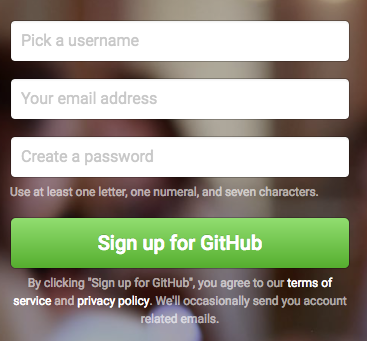 Pick a username
Your email address
Create a password
Use at least one letter, one numeral, and seven characters.
Sign up for GitHub
By clicking "Sign up for GitHub", you agree to our terms of
service and privacy policy. We'll occasionally send you account
related emails.